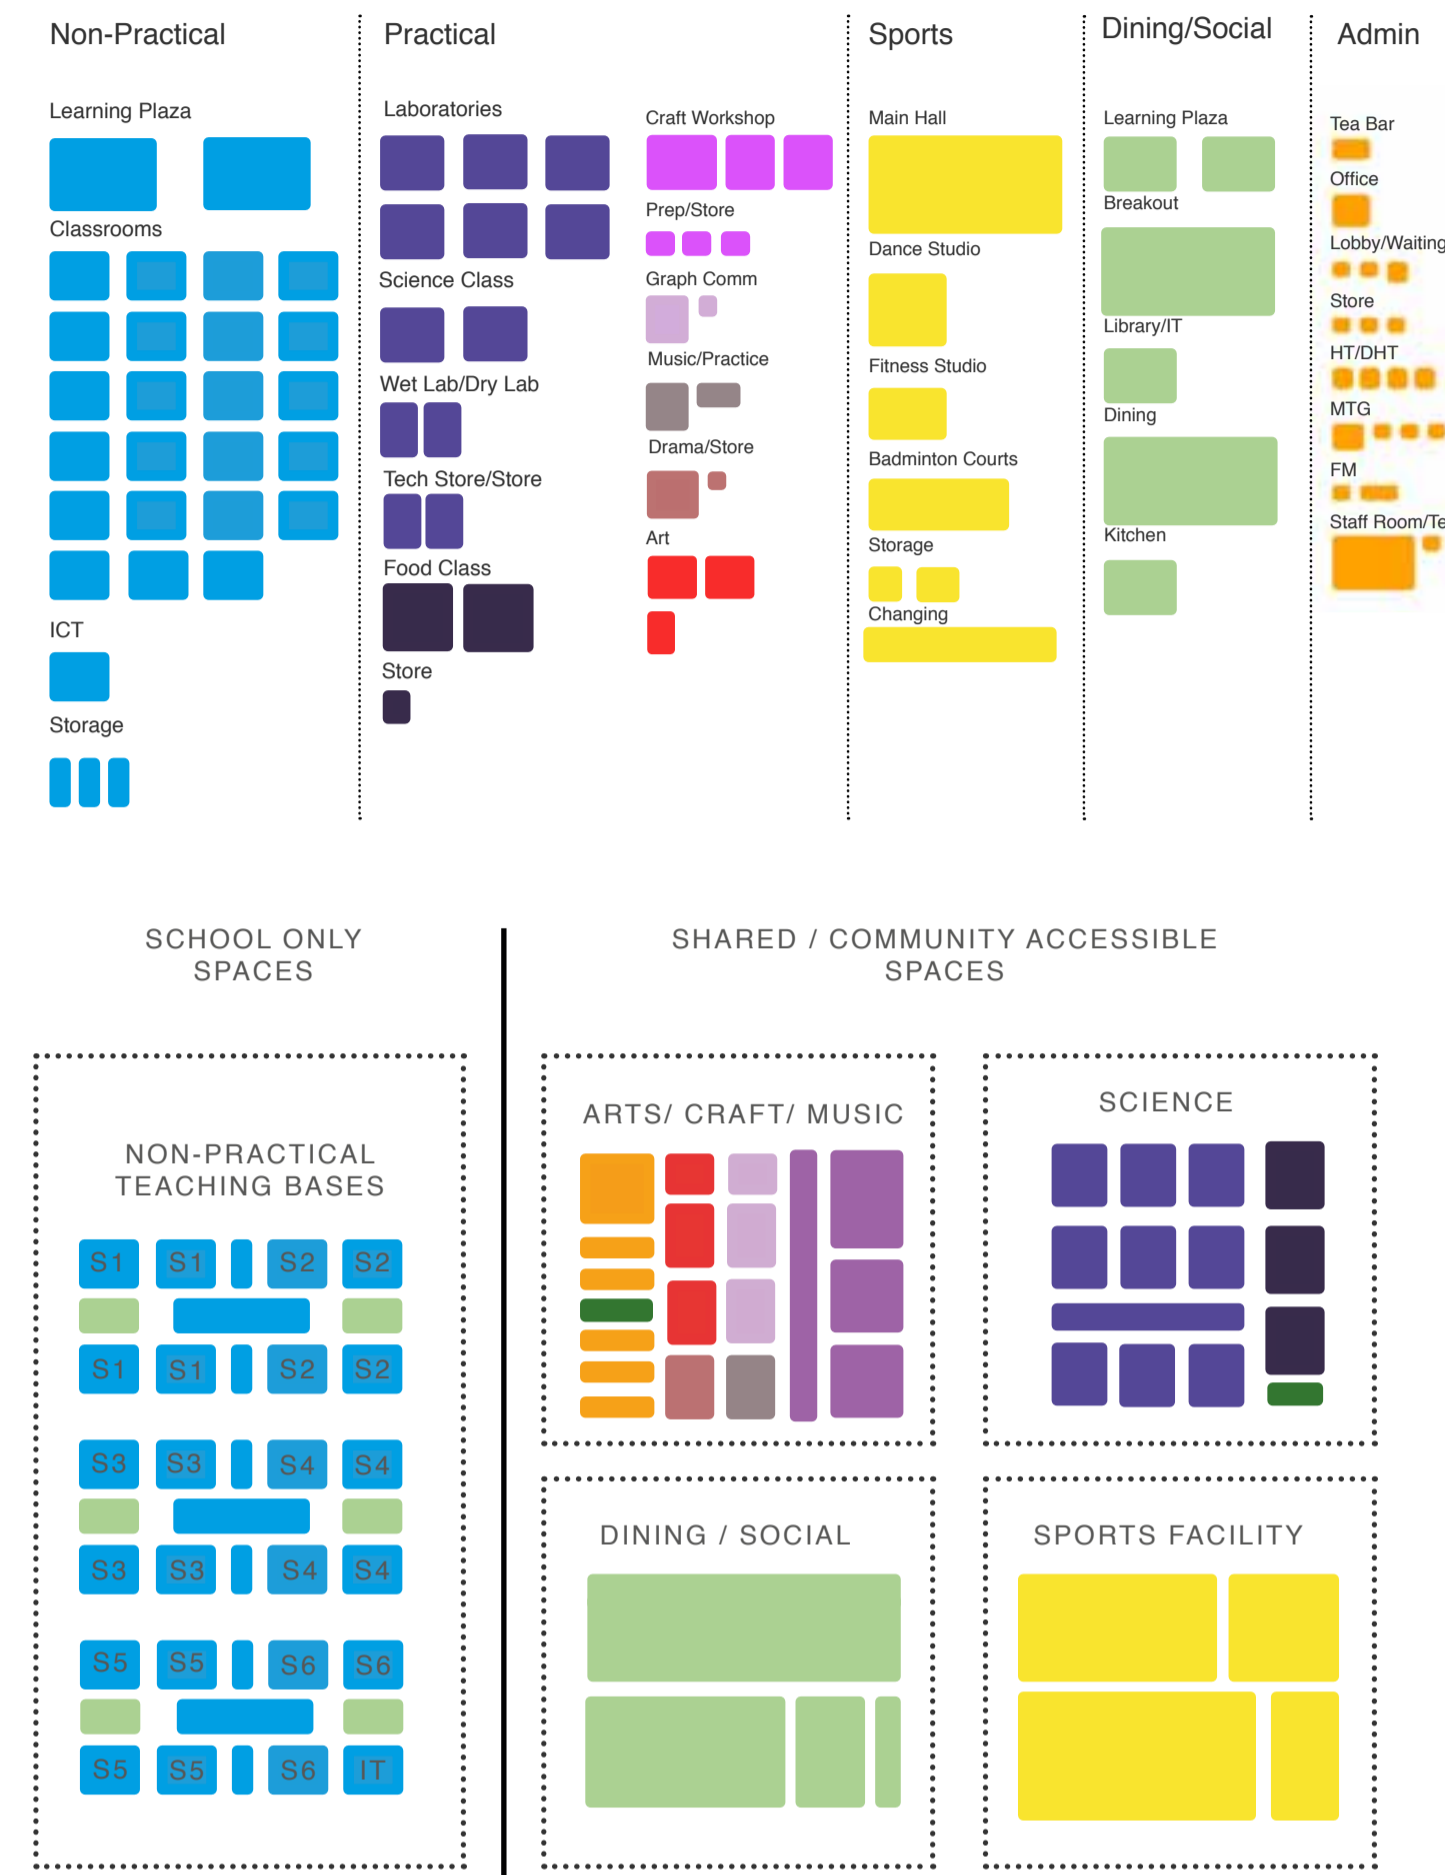 Non-Practical
Learning Plaza
Classrooms
ICT
Storage
Practical
Laboratories
Science Class
Wet Lab/Dry Lab
Tech Store/Store
Food Class
Store
Craft Workshop
Prep/Store
Graph Comm
Music/Practice
Drama/Store
Art
Sports
Main Hall
Dance Studio
Fitness Studio
Badminton Courts
Storage
Changing
Dining/Social
Learning Plaza
Breakout
Library/IT
Dining
Kitchen
Admin
Tea Bar
Office
Lobby/Waiting
Store
HT/DHT
MTG
FM
Staff Room/Te
SCHOOL ONLY
SPACES
NON-PRACTICAL
TEACHING BASES
S1 S1 S2 S2
S1 S1 S2 S2
S3 S3 S4 S4
S3 S3 S4 S4
S5 S5 S6 S6
S5 S5 S6 IT
SHARED / COMMUNITY ACCESSIBLE
SPACES
ARTS/ CRAFT/ MUSIC
SCIENCE
DINING / SOCIAL
SPORTS FACILITY